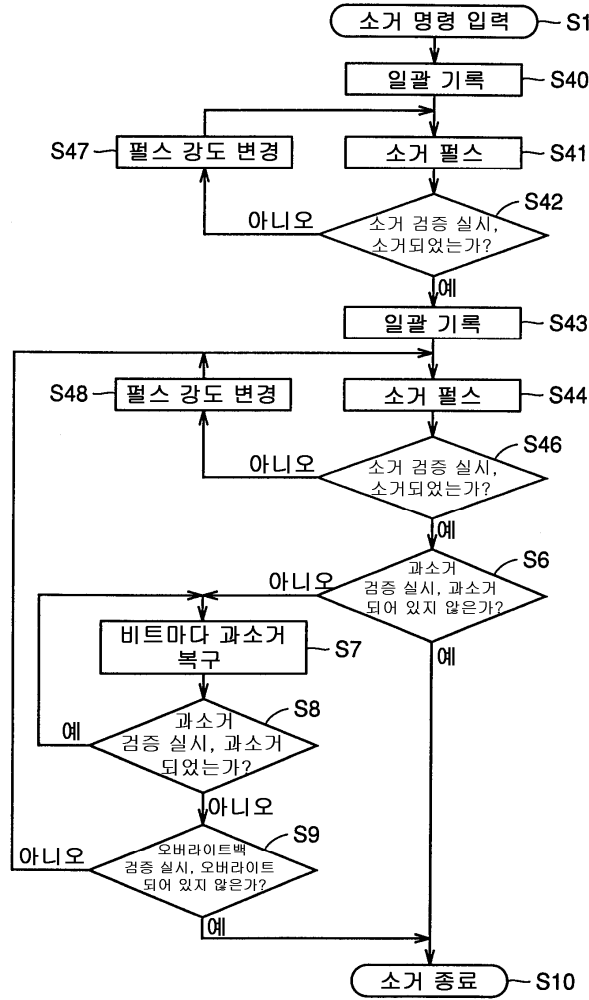 소거 명령 입력 S1
일괄 기록 S40
S47 펄스 강도 변경
소거 펄스 S41
S42
아니오
소거 검증 실시,
소거되었는가?
예
일괄 기록 S43
S48 펄스 강도 변경
소거 펄스 S44
S46
아니오
소거 검증 실시,
소거되었는가?
예
S6
아니오
과소거
검증 실시, 과소거
되어 있지 않은가?
예
비트마다 과소거
복구
S7
S8
과소거
검증 실시, 과소거
되었는가?
예
아니오
S9
오버라이트백
검증 실시, 오버라이트
되어 있지 않은가?
아니오
예
소거 종료 S10